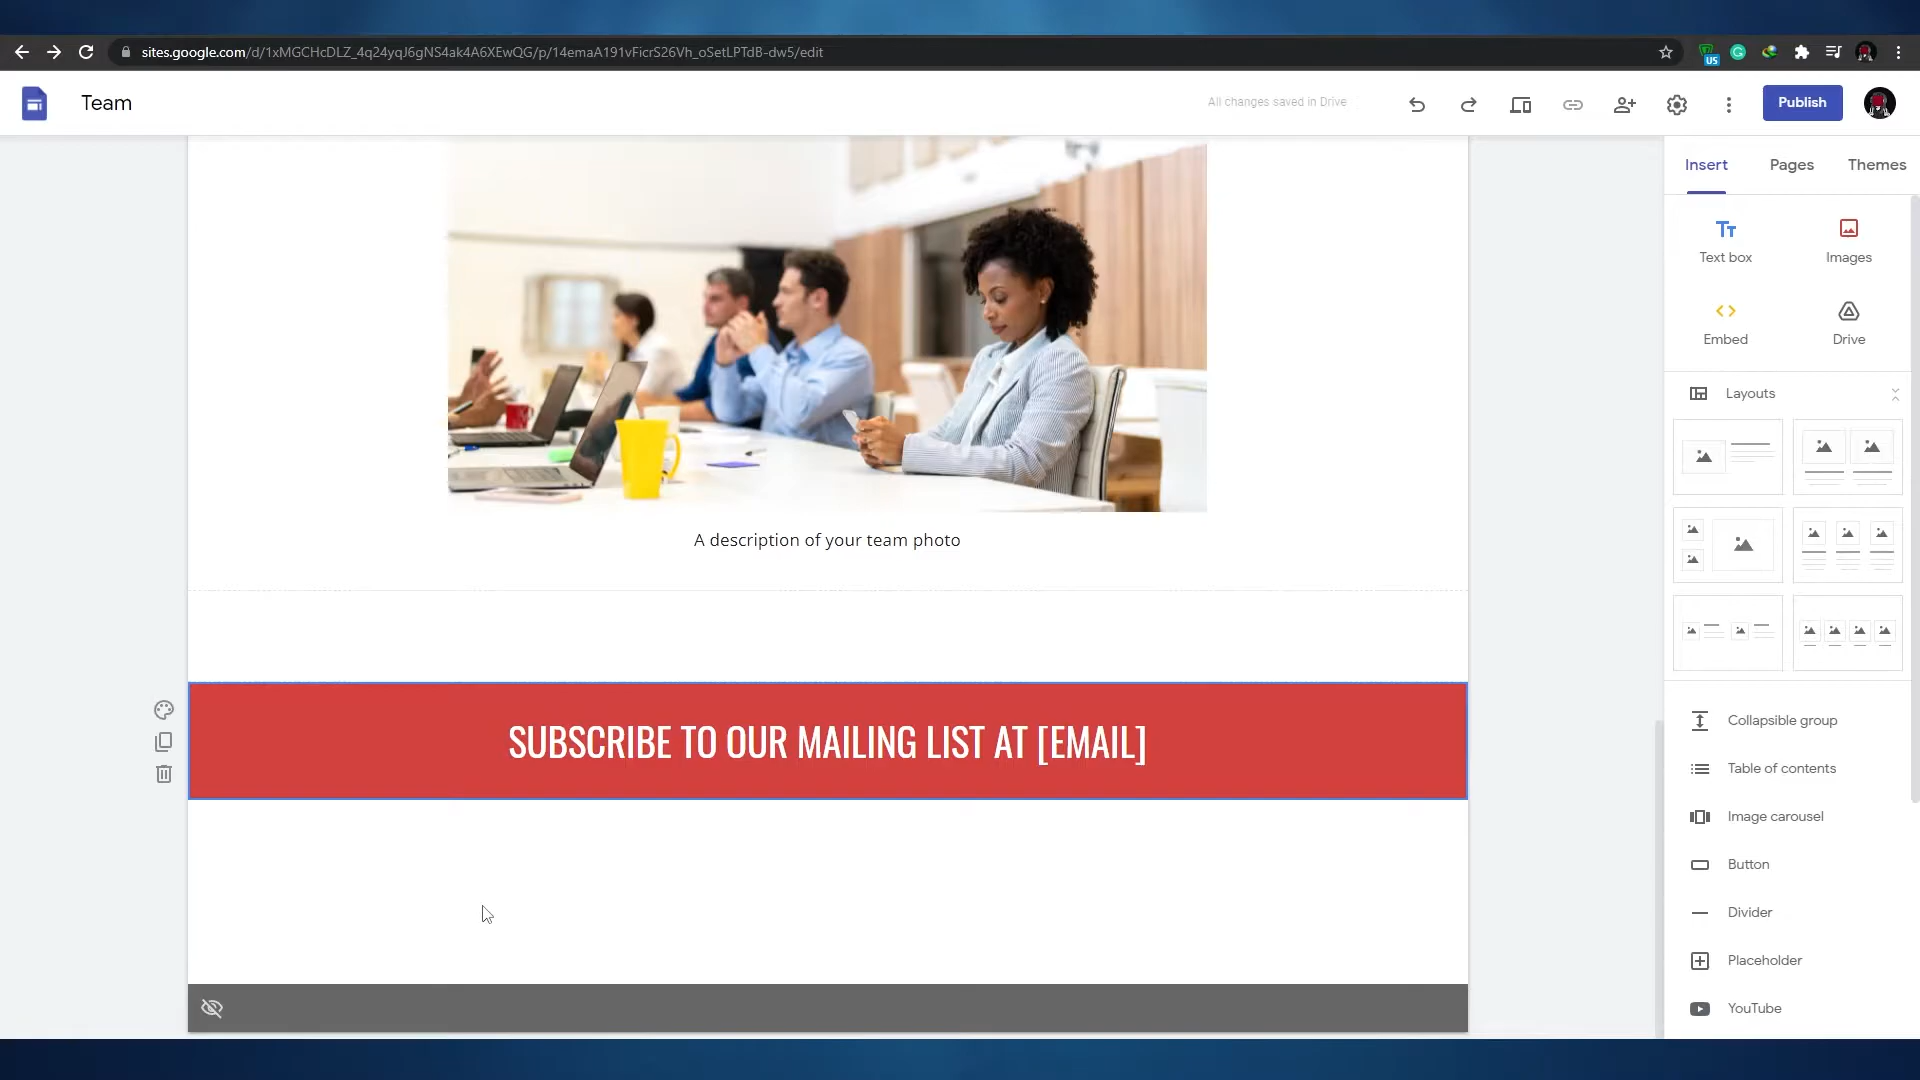 sites.google.com/d/1xMGCHcDLZ_4q24yqJ6gNS4ak4A6XEwQG/p/14emaA191vFicrS26Vh_oSetLPTdB-dw5/edit
US
Team
All changes saved in Drive
Publish
Insert
Pages
Themes
Text box
Images
Embed
Drive
Layouts
A description of your team photo
SUBSCRIBE TO OUR MAILING LIST AT [EMAIL]
Collapsible group
Table of contents
Image carousel
Button
Divider
Placeholder
YouTube